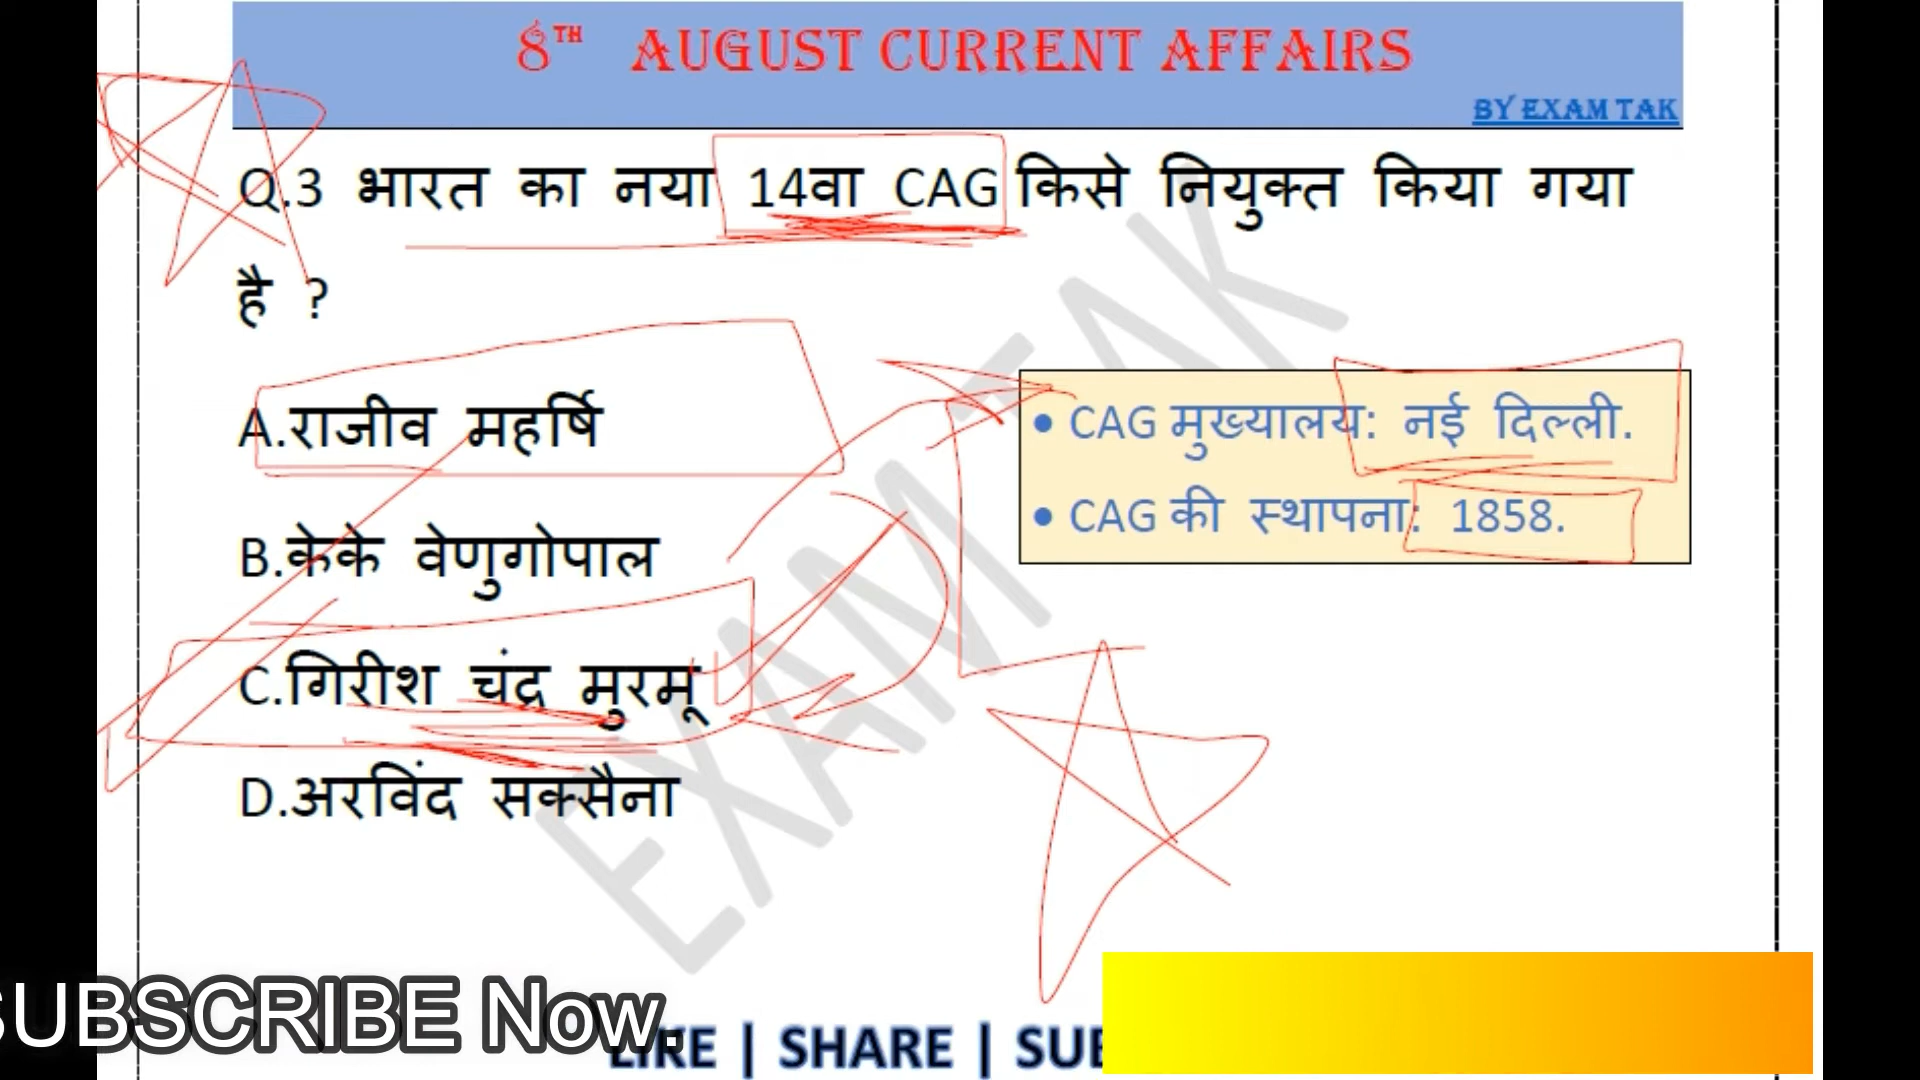 8TH AUGUST CURRENT AFFAIRS
BY EXAM TAK
Q.3 भारत का नया 14वा CAG किसे नियुक्त किया गया
है ?
A.राजीव महर्षि
B.केके वेणुगोपाल
C.गिरीश चंद्र मुरमू
D.अरविंद सक्सैना
• CAG मुख्यालय: नई दिल्ली.
• CAG की स्थापना: 1858.
EXAM TAK
SUBSCRIBE Now.
LIKE | SHARE | SUB